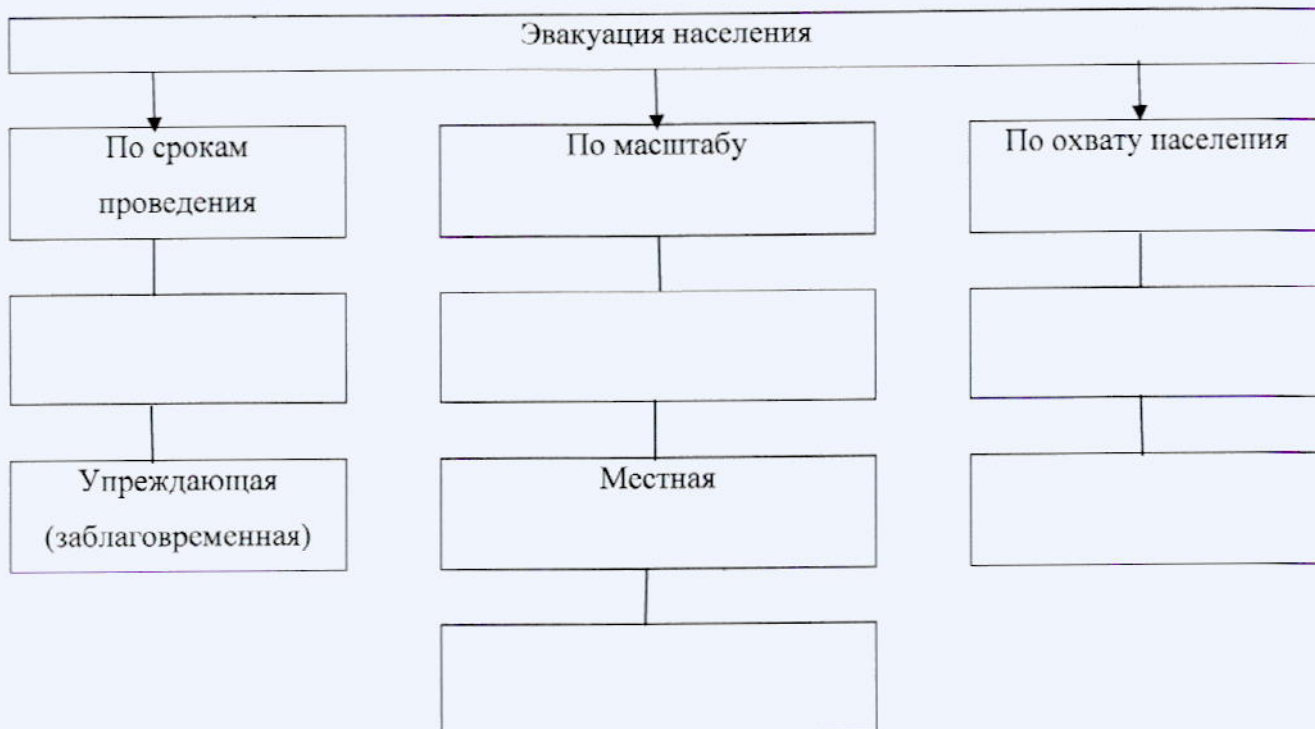 Эвакуация населения
По срокам
проведения
По масштабу
По охвату населения
Упреждающая
(заблаговременная)
Местная